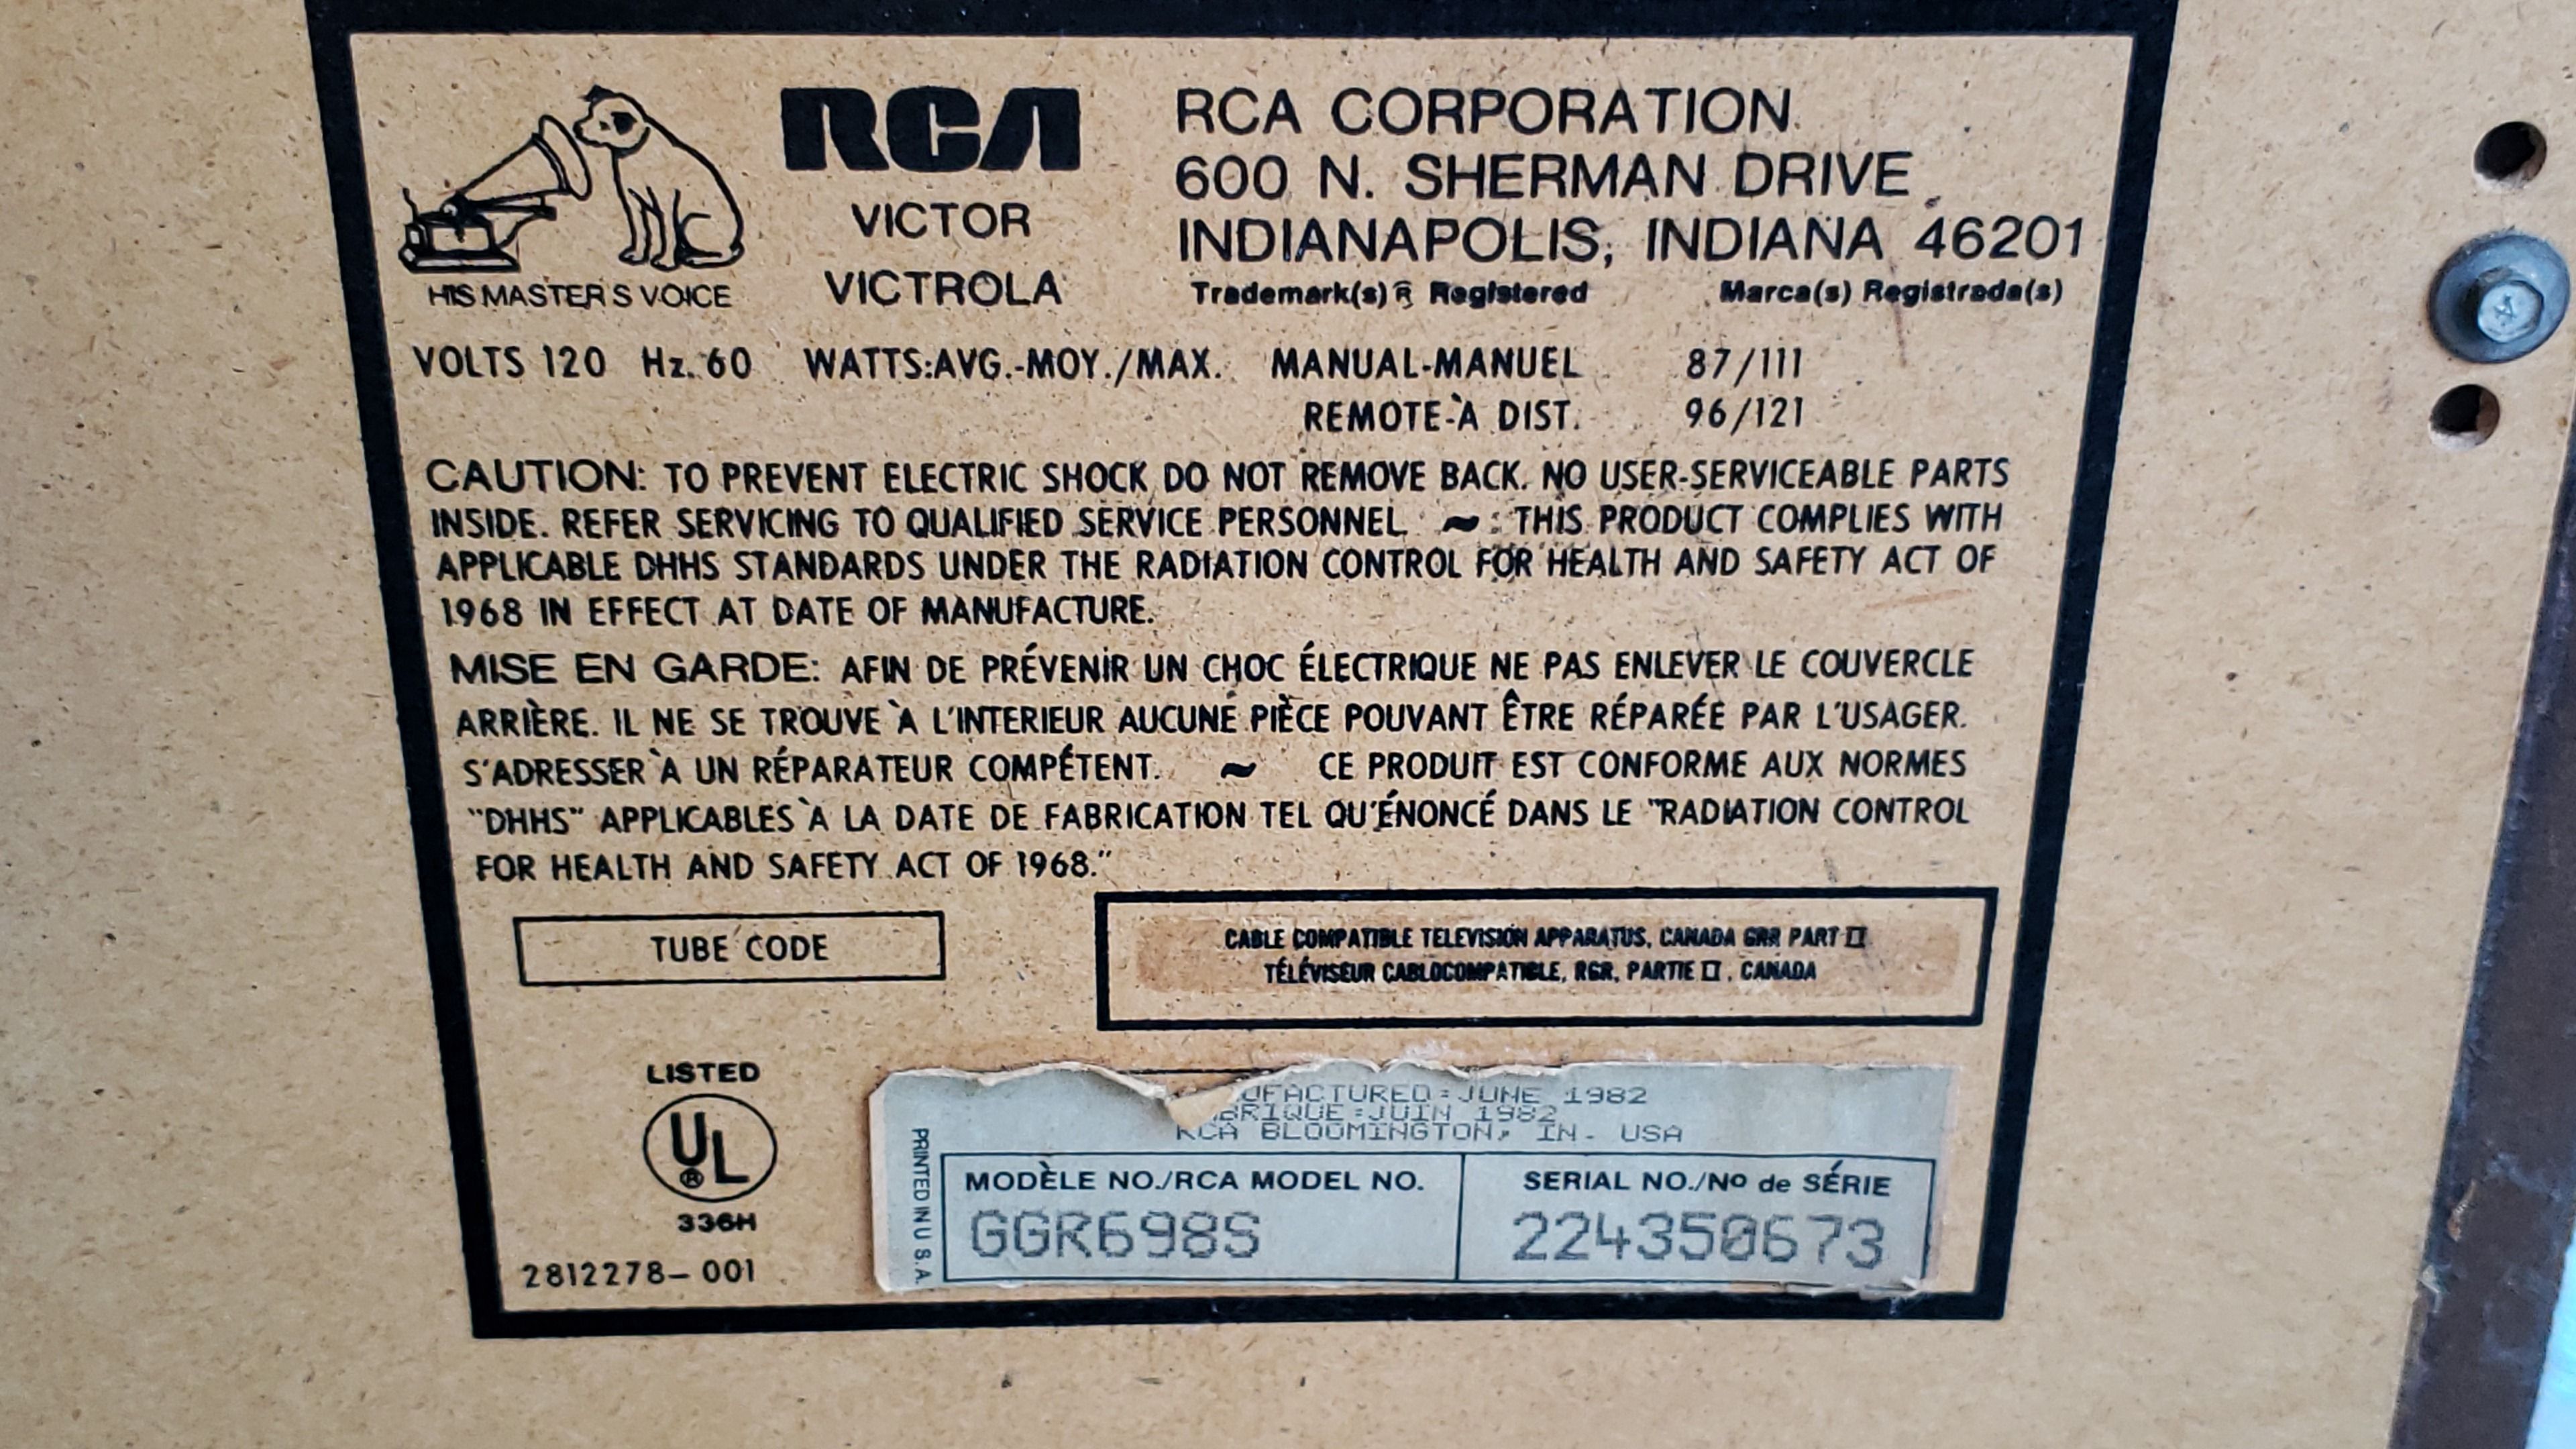 RCA
VICTOR
VICTROLA
HIS MASTER'S VOICE
RCA CORPORATION
600 N. SHERMAN DRIVE
INDIANAPOLIS, INDIANA 46201
Trademark(s) ® Registered Marca(s) Registrada(s)
VOLTS 120 Hz. 60 WATTS:AVG.-MOY./MAX. MANUAL-MANUEL 87/111
REMOTE-À DIST. 96/121
CAUTION: TO PREVENT ELECTRIC SHOCK DO NOT REMOVE BACK. NO USER-SERVICEABLE PARTS
INSIDE. REFER SERVICING TO QUALIFIED SERVICE PERSONNEL ~ THIS PRODUCT COMPLIES WITH
APPLICABLE DHHS STANDARDS UNDER THE RADIATION CONTROL FOR HEALTH AND SAFETY ACT OF
1968 IN EFFECT AT DATE OF MANUFACTURE.
MISE EN GARDE: AFIN DE PRÉVENIR UN CHOC ÉLECTRIQUE NE PAS ENLEVER LE COUVERCLE
ARRIÈRE. IL NE SE TROUVE À L'INTERIEUR AUCUNE PIÈCE POUVANT ÊTRE RÉPARÉE PAR L'USAGER.
S'ADRESSER À UN RÉPARATEUR COMPÉTENT. ~ CE PRODUIT EST CONFORME AUX NORMES
"DHHS" APPLICABLES À LA DATE DE FABRICATION TEL QU'ÉNONCÉ DANS LE "RADIATION CONTROL
FOR HEALTH AND SAFETY ACT OF 1968."
TUBE CODE
CABLE COMPATIBLE TELEVISION APPARATUS, CANADA GRR PART II
TÉLÉVISEUR CABLOCOMPATIBLE, RGR, PARTIE II, CANADA
LISTED
UL
®
336H
2812278-001
UFACTURED:JUNE 1982
BRIQUE:JUIN 1982
RCA BLOOMINGTON, IN. USA
PRINTED IN U.S.A.
MODÈLE NO./RCA MODEL NO. SERIAL NO./Nº de SÉRIE
GGR698S 224350673